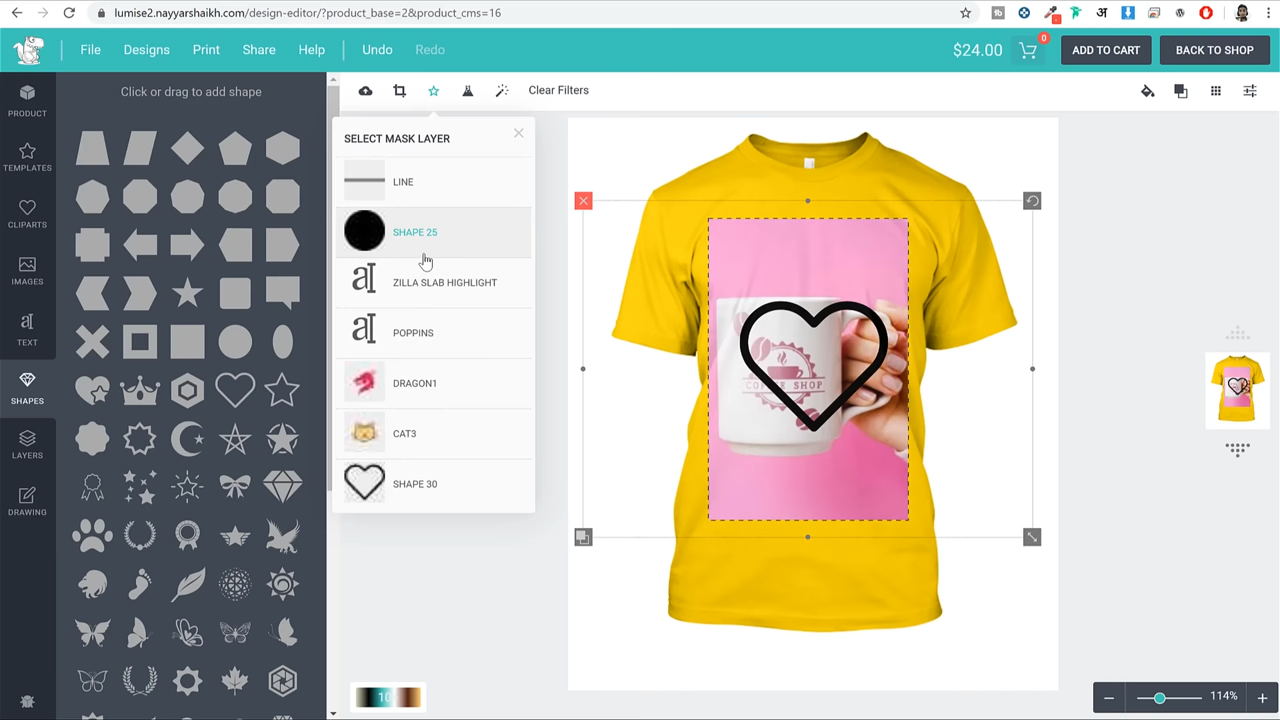 lumise2.nayyarshaikh.com/design-editor/?product_base=2&product_cms=16
File Designs Print Share Help Undo Redo $24.00 0 ADD TO CART BACK TO SHOP
PRODUCT
TEMPLATES
CLIPARTS
IMAGES
TEXT
SHAPES
LAYERS
DRAWING
Click or drag to add shape
Clear Filters
SELECT MASK LAYER
LINE
SHAPE 25
ZILLA SLAB HIGHLIGHT
POPPINS
DRAGON1
CAT3
SHAPE 30
COFFEE SHOP
10
114%